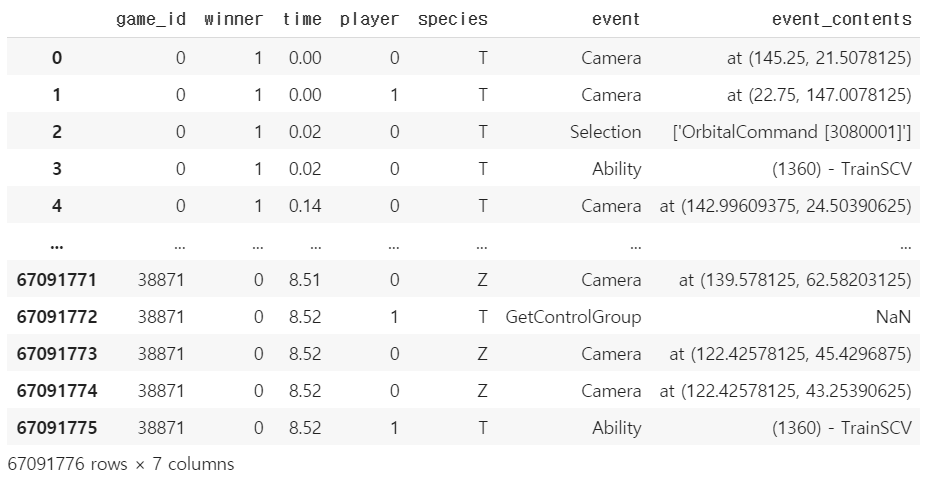 game_id winner time player species event event_contents
0 0 1 0.00 0 T Camera at (145.25, 21.5078125)
1 0 1 0.00 1 T Camera at (22.75, 147.0078125)
2 0 1 0.02 0 T Selection ['OrbitalCommand [3080001]']
3 0 1 0.02 0 T Ability (1360) - TrainSCV
4 0 1 0.14 0 T Camera at (142.99609375, 24.50390625)
... ... ... ... ... ... ... ...
67091771 38871 0 8.51 0 Z Camera at (139.578125, 62.58203125)
67091772 38871 0 8.52 1 T GetControlGroup NaN
67091773 38871 0 8.52 0 Z Camera at (122.42578125, 45.4296875)
67091774 38871 0 8.52 0 Z Camera at (122.42578125, 43.25390625)
67091775 38871 0 8.52 1 T Ability (1360) - TrainSCV
67091776 rows × 7 columns